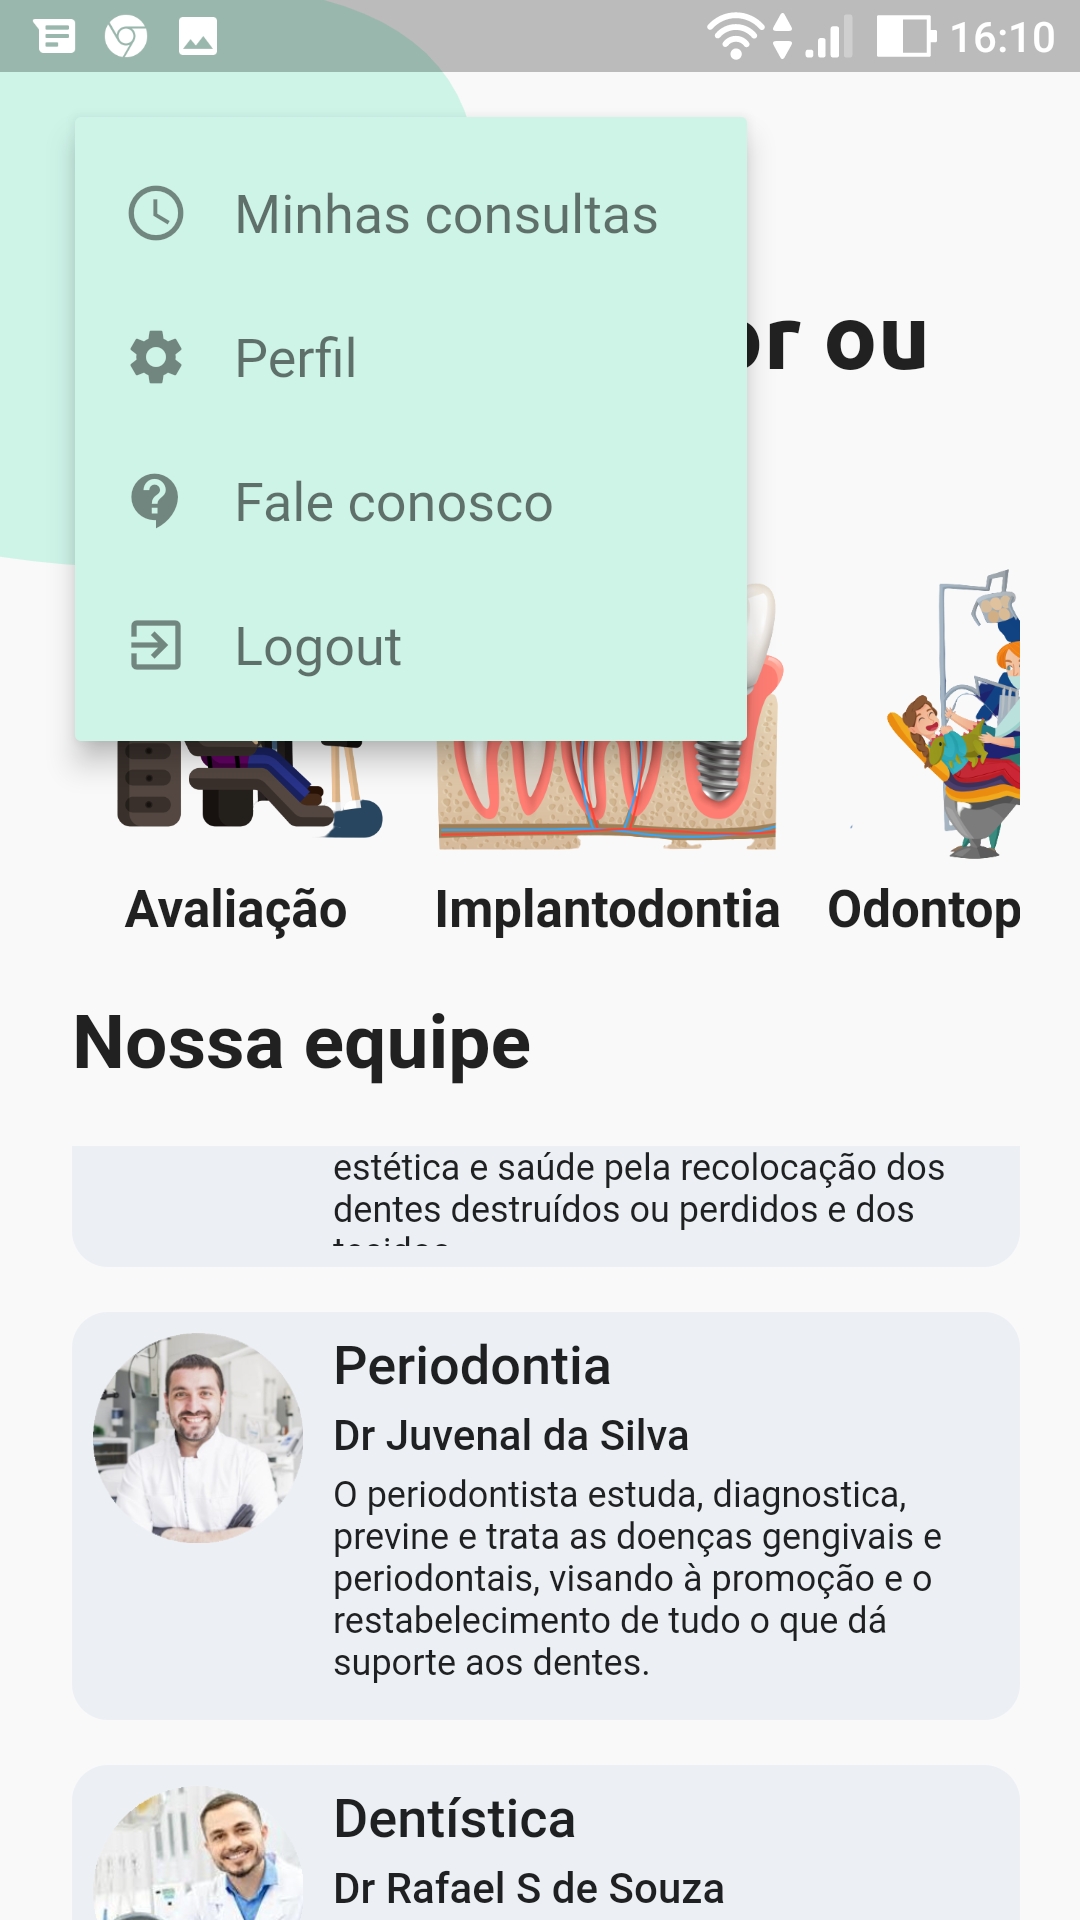 16:10
Minhas consultas
or ou
Perfil
Fale conosco
Logout
Avaliação Implantodontia Odontop
Nossa equipe
estética e saúde pela recolocação dos
dentes destruídos ou perdidos e dos
Periodontia
Dr Juvenal da Silva
O periodontista estuda, diagnostica,
previne e trata as doenças gengivais e
periodontais, visando à promoção e o
restabelecimento de tudo o que dá
suporte aos dentes.
Dentística
Dr Rafael S de Souza